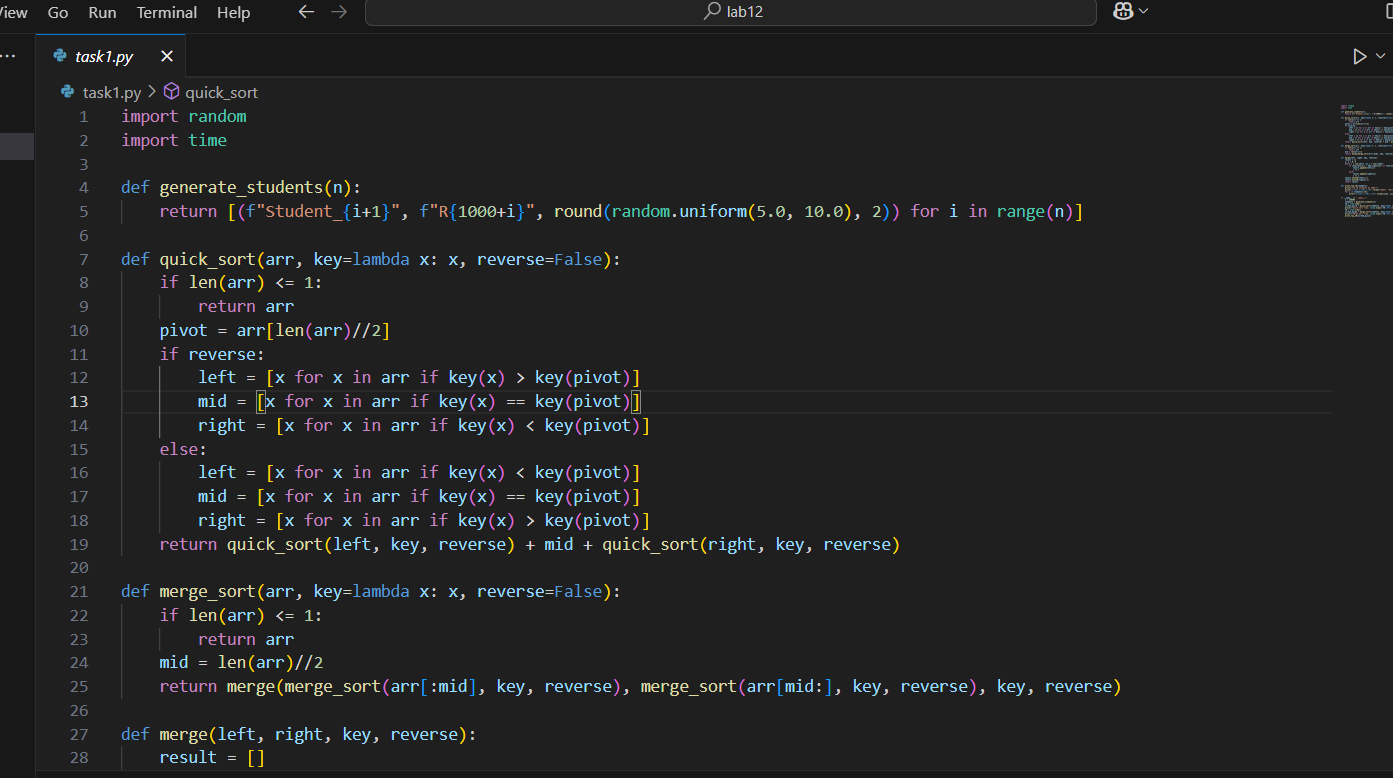 View Go Run Terminal Help lab12
task1.py
task1.py quick_sort
1 import random
2 import time
3
4 def generate_students(n):
5     return [(f"Student_{i+1}", f"R{1000+i}", round(random.uniform(5.0, 10.0), 2)) for i in range(n)]
6
7 def quick_sort(arr, key=lambda x: x, reverse=False):
8     if len(arr) <= 1:
9         return arr
10     pivot = arr[len(arr)//2]
11     if reverse:
12         left = [x for x in arr if key(x) > key(pivot)]
13         mid = [x for x in arr if key(x) == key(pivot)]
14         right = [x for x in arr if key(x) < key(pivot)]
15     else:
16         left = [x for x in arr if key(x) < key(pivot)]
17         mid = [x for x in arr if key(x) == key(pivot)]
18         right = [x for x in arr if key(x) > key(pivot)]
19     return quick_sort(left, key, reverse) + mid + quick_sort(right, key, reverse)
20
21 def merge_sort(arr, key=lambda x: x, reverse=False):
22     if len(arr) <= 1:
23         return arr
24     mid = len(arr)//2
25     return merge(merge_sort(arr[:mid], key, reverse), merge_sort(arr[mid:], key, reverse), key, reverse)
26
27 def merge(left, right, key, reverse):
28     result = []